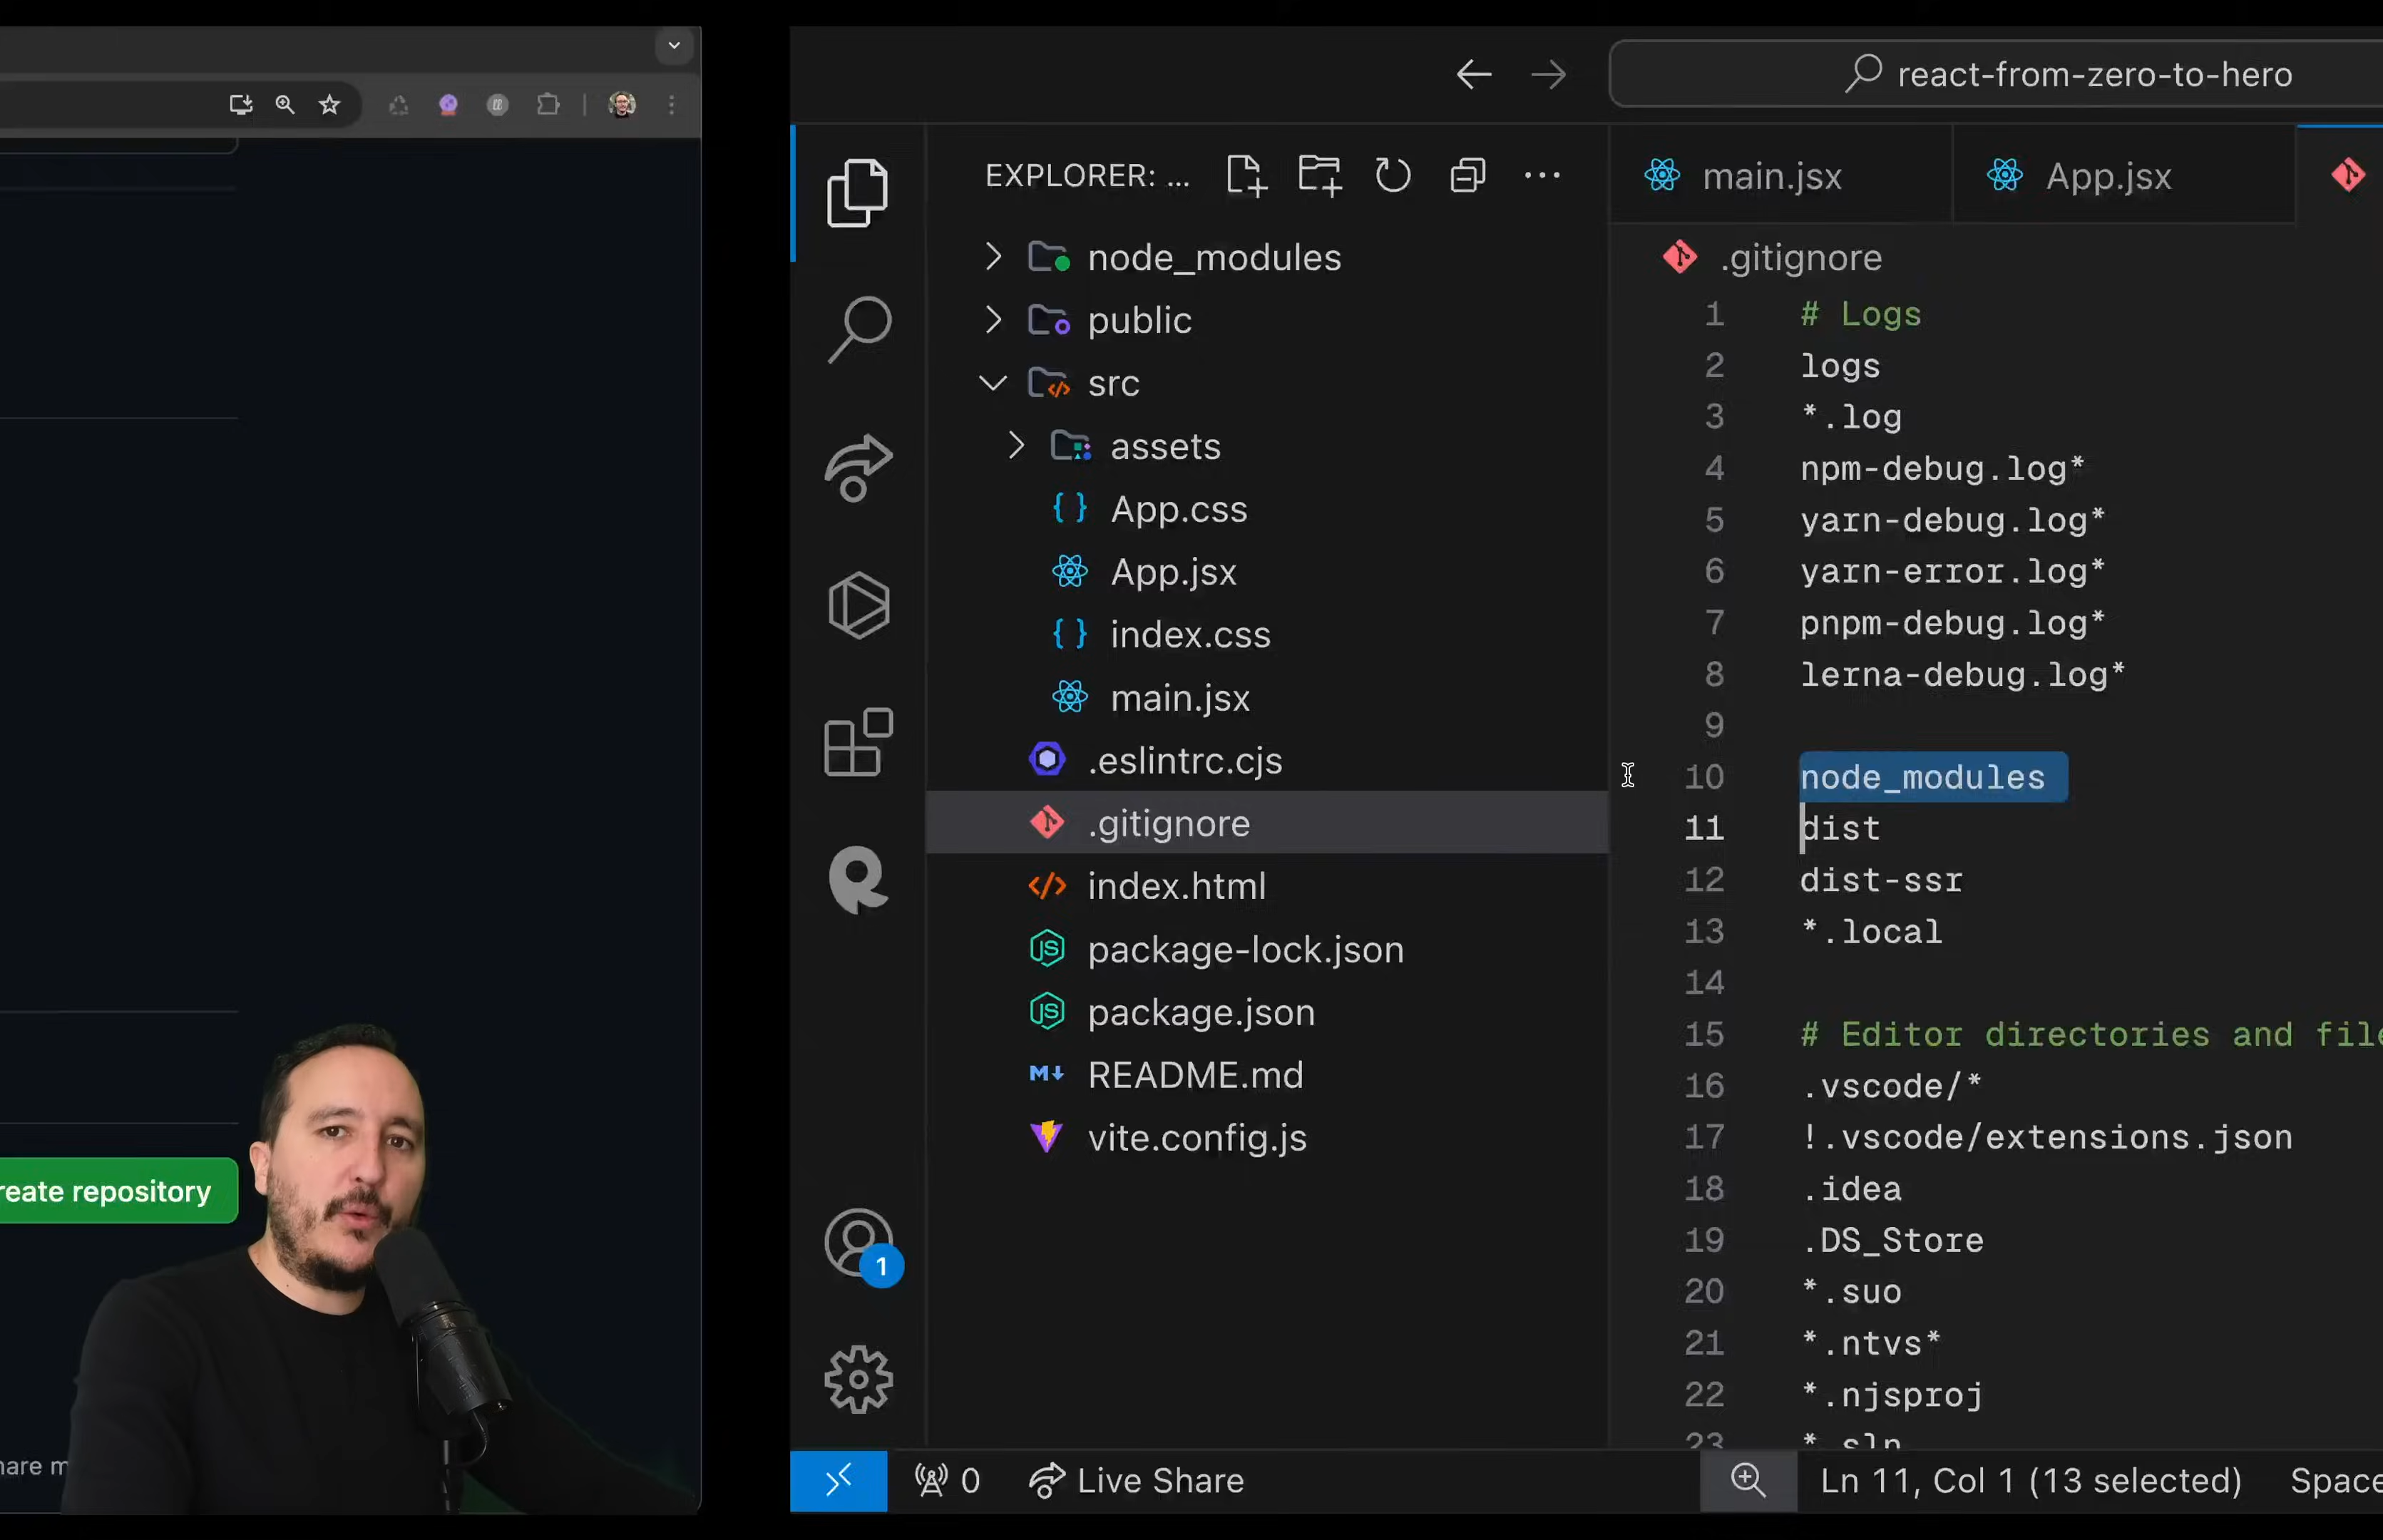 reate repository
react-from-zero-to-hero
EXPLORER: ...
node_modules
public
src
assets
App.css
App.jsx
index.css
main.jsx
.eslintrc.cjs
.gitignore
index.html
package-lock.json
package.json
README.md
vite.config.js
1
main.jsx
App.jsx
.gitignore
1 # Logs
2 logs
3 *.log
4 npm-debug.log*
5 yarn-debug.log*
6 yarn-error.log*
7 pnpm-debug.log*
8 lerna-debug.log*
9
10 node_modules
11 dist
12 dist-ssr
13 *.local
14
15 # Editor directories and file
16 .vscode/*
17 !.vscode/extensions.json
18 .idea
19 .DS_Store
20 *.suo
21 *.ntvs*
22 *.njsproj
23 *.sln
0
Live Share
Ln 11, Col 1 (13 selected)
Space